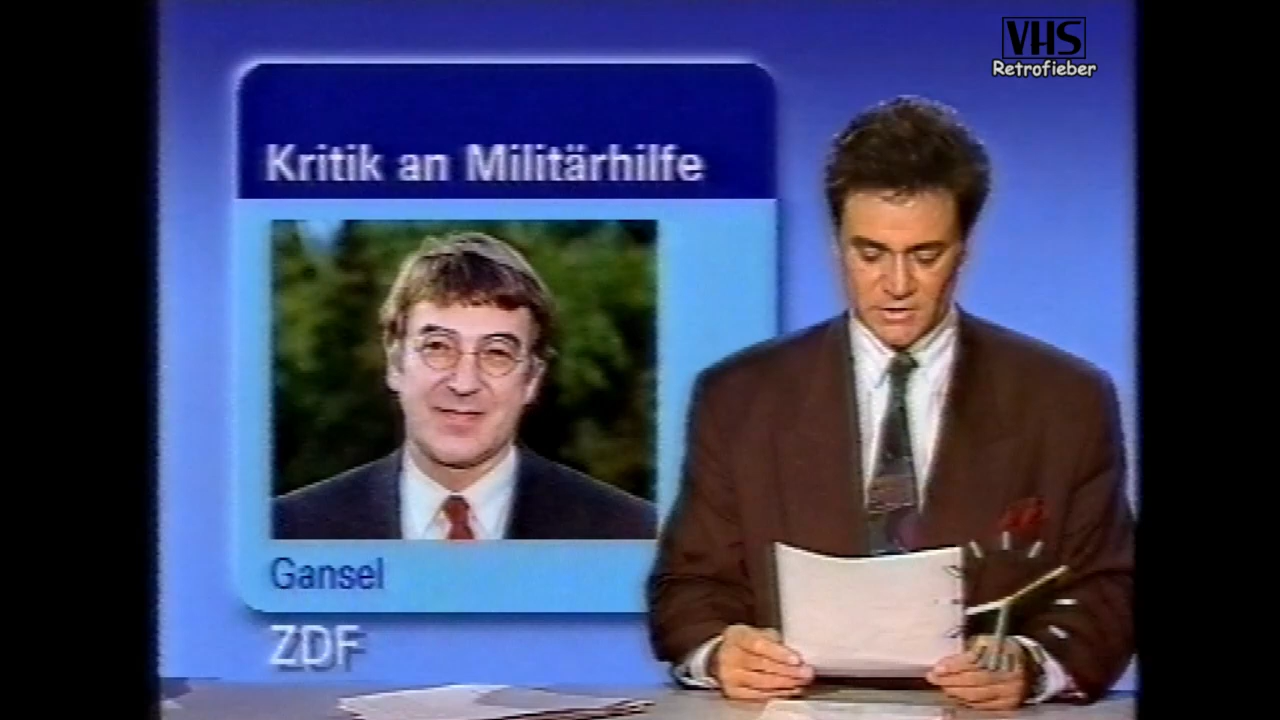 VHS
Retrofieber
Kritik an Militärhilfe
Gansel
ZDF